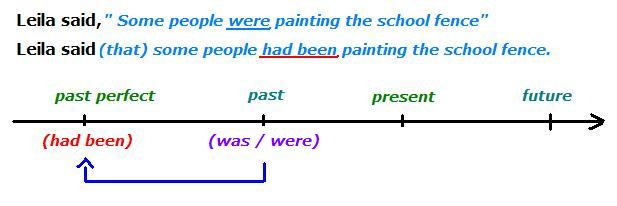 Leila said, " Some people were painting the school fence"
Leila said (that) some people had been painting the school fence.
past perfect past present future
(had been) (was / were)